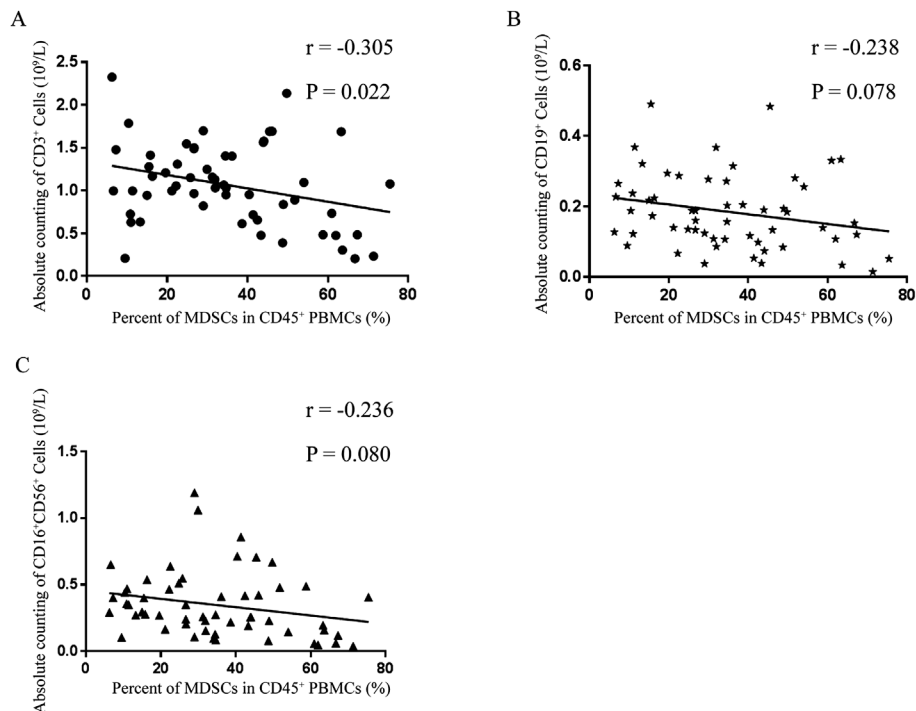 A
r = -0.305
P = 0.022
Absolute counting of CD3⁺ Cells (10⁹/L)
2.5
2.0
1.5
1.0
0.5
0.0
0 20 40 60 80
Percent of MDSCs in CD45⁺ PBMCs (%)
B
r = -0.238
P = 0.078
Absolute counting of CD19⁺ Cells (10⁹/L)
0.6
0.4
0.2
0.0
0 20 40 60 80
Percent of MDSCs in CD45⁺ PBMCs (%)
C
r = -0.236
P = 0.080
Absolute counting of CD16⁺CD56⁺ Cells (10⁹/L)
1.5
1.0
0.5
0.0
0 20 40 60 80
Percent of MDSCs in CD45⁺ PBMCs (%)